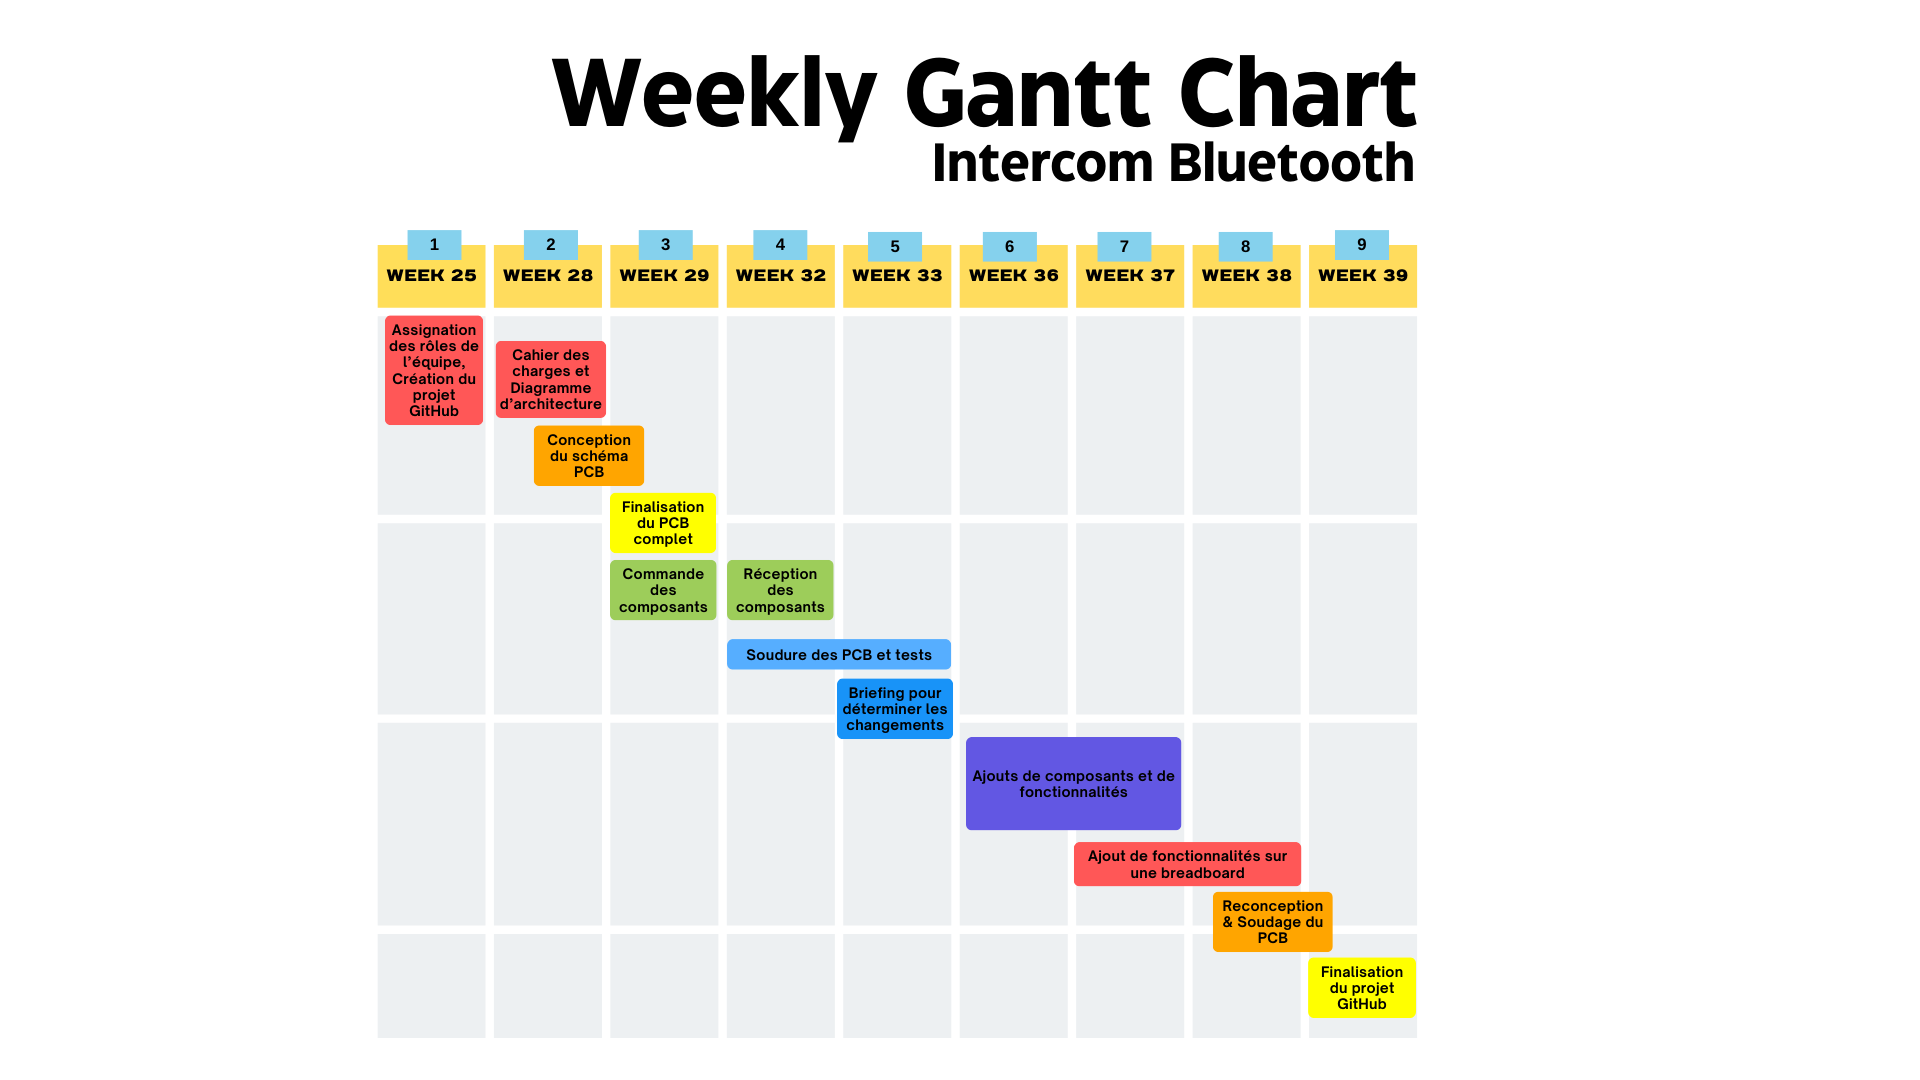 Weekly Gantt Chart
Intercom Bluetooth
1
2
3
4
5
6
7
8
9
WEEK 25
WEEK 28
WEEK 29
WEEK 32
WEEK 33
WEEK 36
WEEK 37
WEEK 38
WEEK 39
Assignation
des rôles de
l’équipe,
Création du
projet
GitHub
Cahier des
charges et
Diagramme
d’architecture
Conception
du schéma
PCB
Finalisation
du PCB
complet
Commande
des
composants
Réception
des
composants
Soudure des PCB et tests
Briefing pour
déterminer les
changements
Ajouts de composants et de
fonctionnalités
Ajout de fonctionnalités sur
une breadboard
Reconception
& Soudage du
PCB
Finalisation
du projet
GitHub